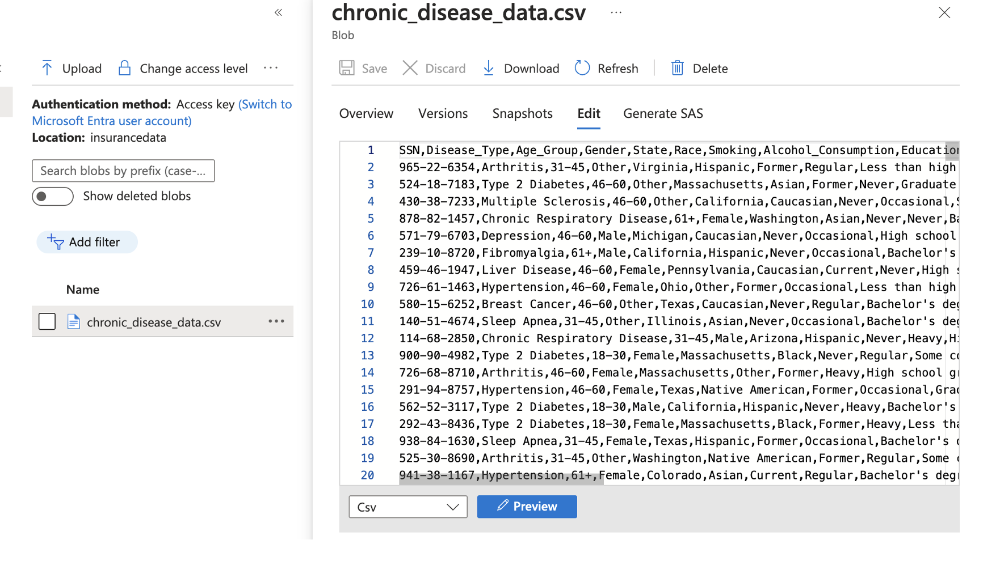 «
chronic_disease_data.csv ...
Blob
Upload Change access level ...
Authentication method: Access key (Switch to
Microsoft Entra user account)
Location: insurancedata
Search blobs by prefix (case-...
Show deleted blobs
Add filter
Name
chronic_disease_data.csv ...
Save Discard Download Refresh Delete
Overview Versions Snapshots Edit Generate SAS
1 SSN,Disease_Type,Age_Group,Gender,State,Race,Smoking,Alcohol_Consumption,Education
2 965-22-6354,Arthritis,31-45,Other,Virginia,Hispanic,Former,Regular,Less than high
3 524-18-7183,Type 2 Diabetes,46-60,Other,Massachusetts,Asian,Former,Never,Graduate
4 430-38-7233,Multiple Sclerosis,46-60,Other,California,Caucasian,Never,Occasional,
5 878-82-1457,Chronic Respiratory Disease,61+,Female,Washington,Asian,Never,Never,Ba
6 571-79-6703,Depression,46-60,Male,Michigan,Caucasian,Never,Occasional,High school
7 239-10-8720,Fibromyalgia,61+,Male,California,Hispanic,Never,Occasional,Bachelor's
8 459-46-1947,Liver Disease,46-60,Female,Pennsylvania,Caucasian,Current,Never,High
9 726-61-1463,Hypertension,46-60,Female,Ohio,Other,Former,Occasional,Less than high
10 580-15-6252,Breast Cancer,46-60,Other,Texas,Caucasian,Never,Regular,Bachelor's deg
11 140-51-4674,Sleep Apnea,31-45,Other,Illinois,Asian,Never,Occasional,Bachelor's deg
12 114-68-2850,Chronic Respiratory Disease,31-45,Male,Arizona,Hispanic,Never,Heavy,Hi
13 900-90-4982,Type 2 Diabetes,18-30,Female,Massachusetts,Black,Never,Regular,Some co
14 726-68-8710,Arthritis,46-60,Female,Massachusetts,Other,Former,Heavy,High school gr
15 291-94-8757,Hypertension,46-60,Female,Texas,Native American,Former,Occasional,Grad
16 562-52-3117,Type 2 Diabetes,18-30,Male,California,Hispanic,Never,Heavy,Bachelor's
17 292-43-8436,Type 2 Diabetes,18-30,Female,Massachusetts,Black,Former,Heavy,Less tha
18 938-84-1630,Sleep Apnea,31-45,Female,Texas,Hispanic,Former,Occasional,Bachelor's
19 525-30-8690,Arthritis,31-45,Other,Washington,Native American,Former,Regular,Some
20 941-38-1167,Hypertension,61+,Female,Colorado,Asian,Current,Regular,Bachelor's degr
Csv Preview